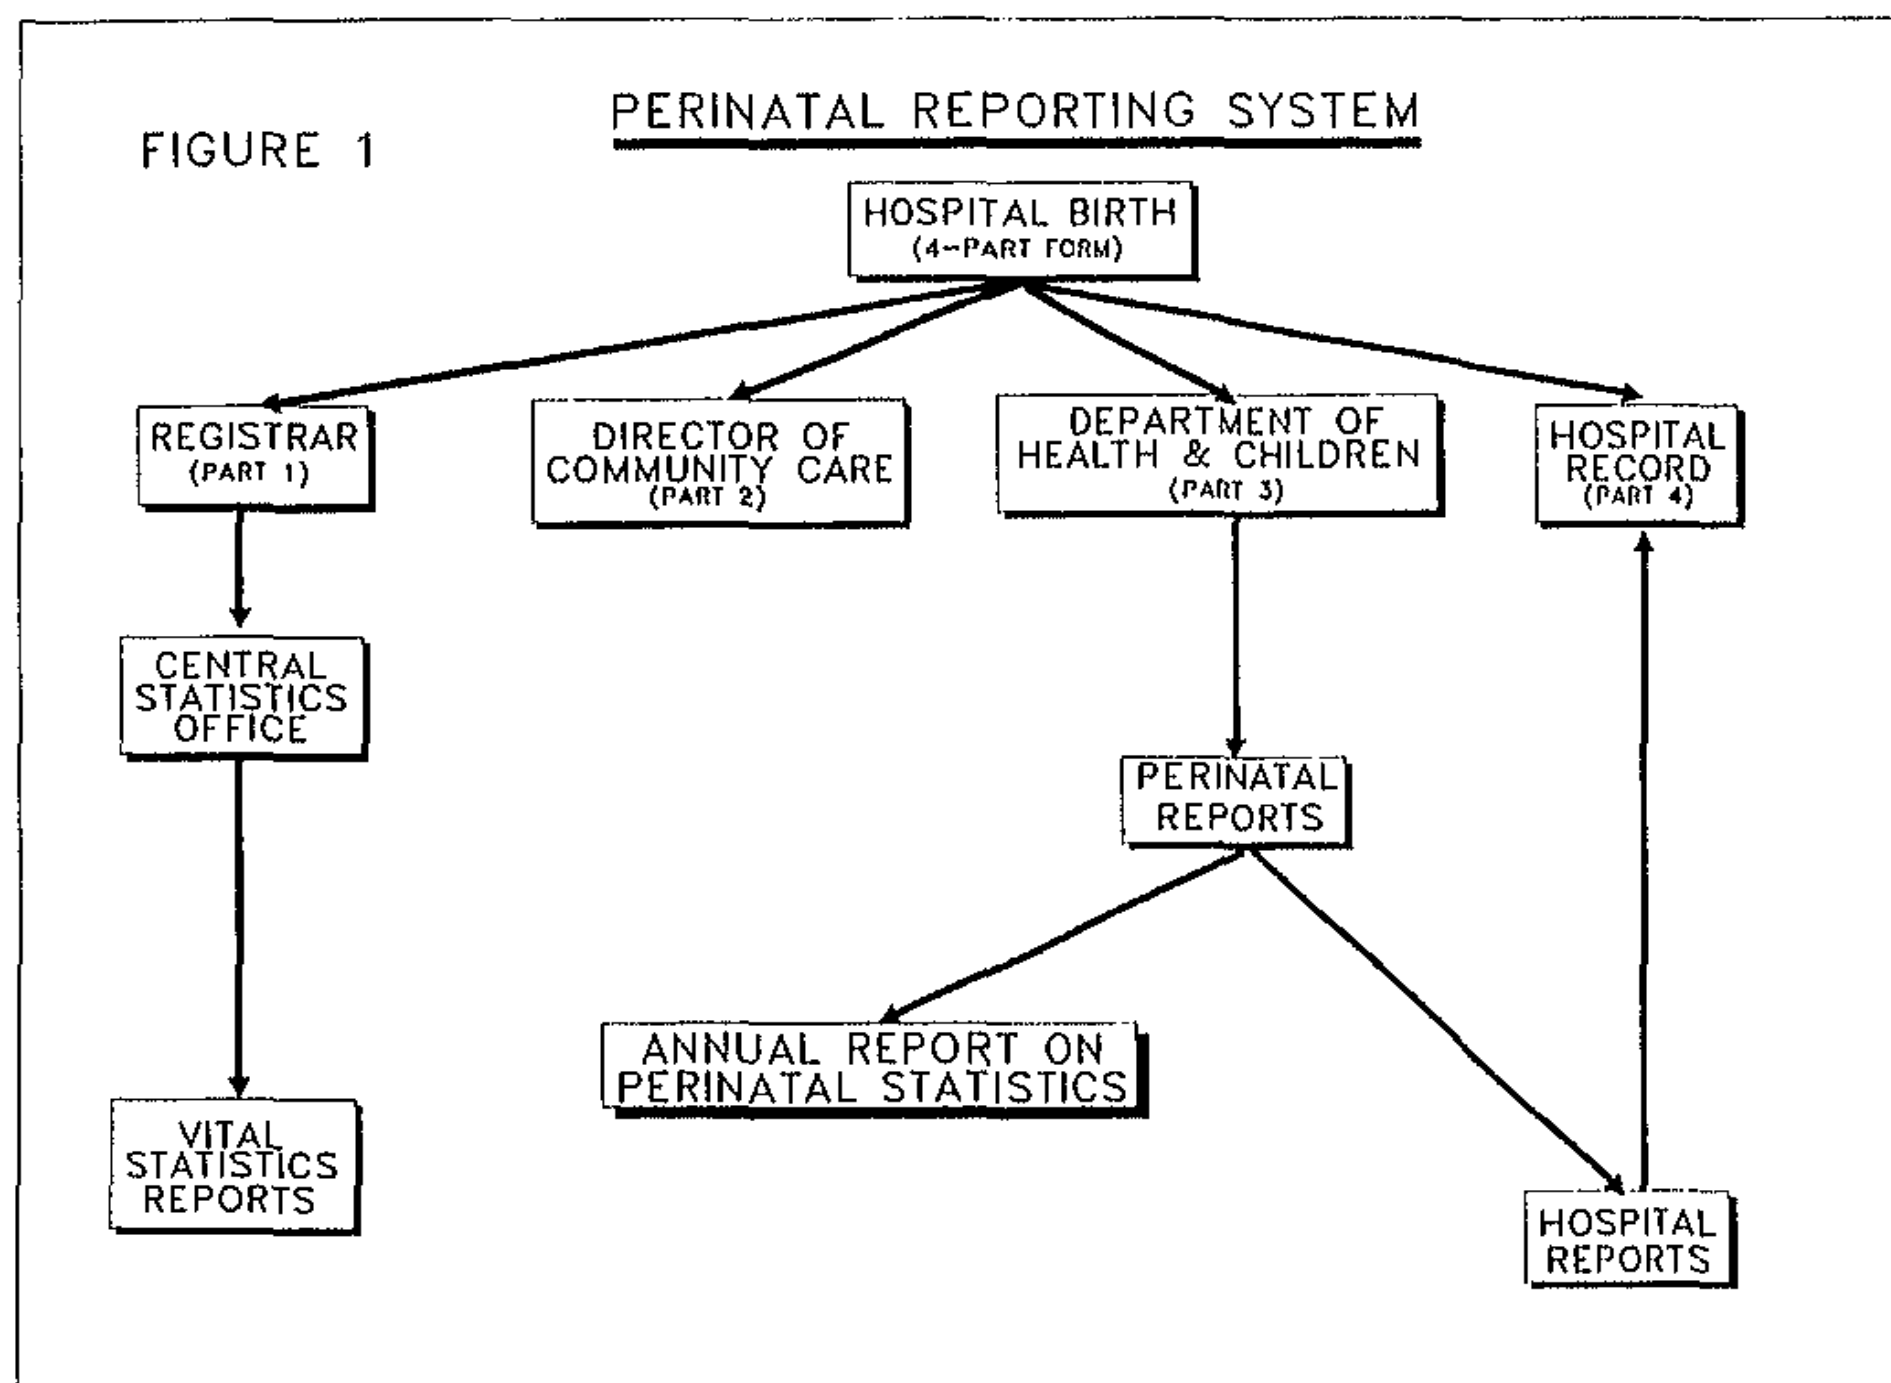 FIGURE 1
PERINATAL REPORTING SYSTEM
HOSPITAL BIRTH
(4-PART FORM)
REGISTRAR
(PART 1)
DIRECTOR OF
COMMUNITY CARE
(PART 2)
DEPARTMENT OF
HEALTH & CHILDREN
(PART 3)
HOSPITAL
RECORD
(PART 4)
CENTRAL
STATISTICS
OFFICE
PERINATAL
REPORTS
ANNUAL REPORT ON
PERINATAL STATISTICS
VITAL
STATISTICS
REPORTS
HOSPITAL
REPORTS